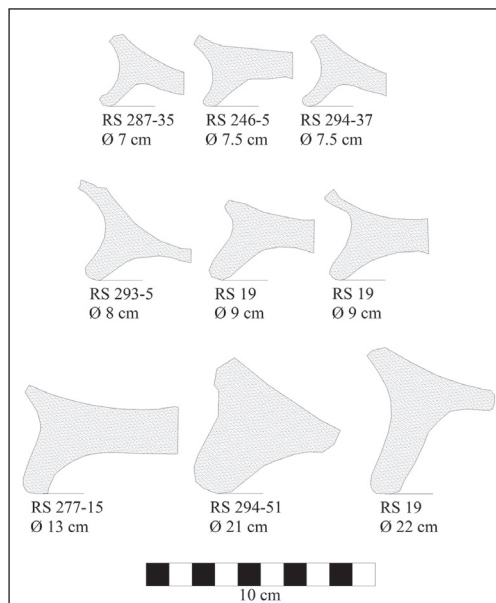 RS 287-35 RS 246-5 RS 294-37
Ø 7 cm Ø 7.5 cm Ø 7.5 cm
RS 293-5 RS 19 RS 19
Ø 8 cm Ø 9 cm Ø 9 cm
RS 277-15 RS 294-51 RS 19
Ø 13 cm Ø 21 cm Ø 22 cm
10 cm